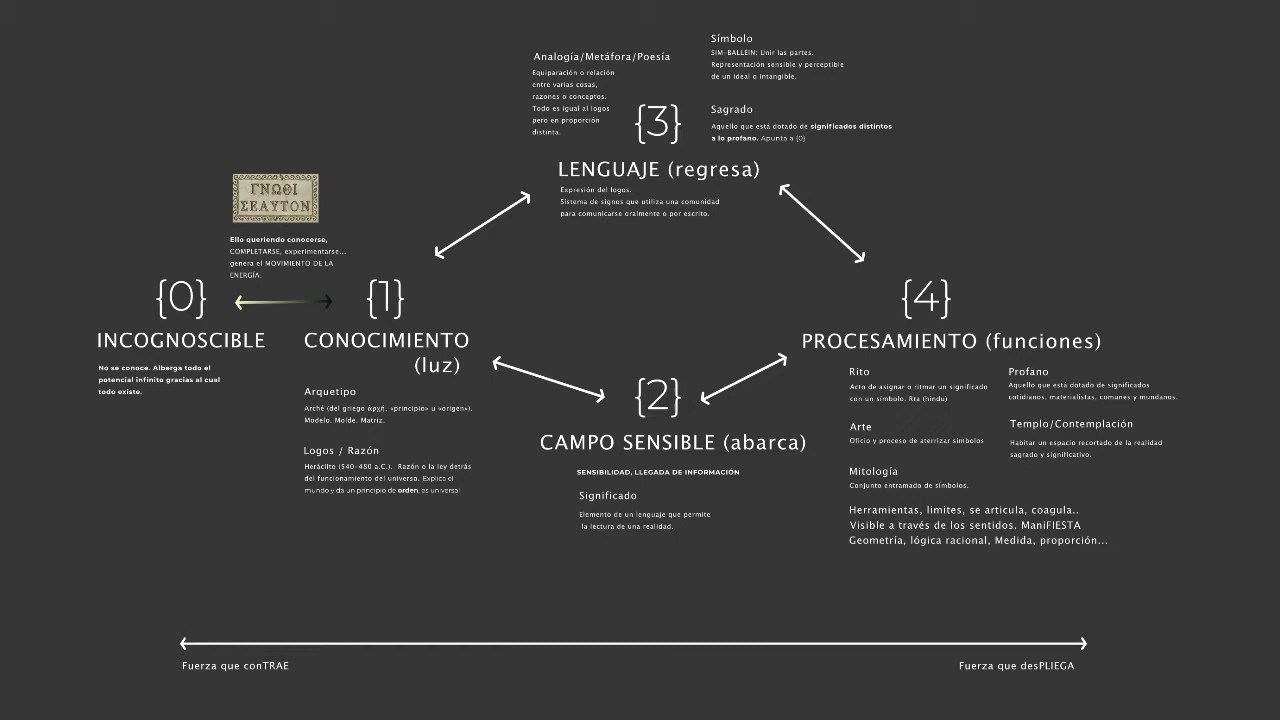 Analogía/Metáfora/Poesía
Equiparación o relación
entre varias cosas,
razones o conceptos.
Todo es igual al logos
pero en proporción
distinta.
Símbolo
SIM-BALLEIN: Unir las partes.
Representación sensible y perceptible
de un ideal o intangible.
Sagrado
Aquello que está dotado de significados distintos
a lo profano. Apunta a {0}
{3}
LENGUAJE (regresa)
Expresión del logos.
Sistema de signos que utiliza una comunidad
para comunicarse oralmente o por escrito.
ΓΝΩΘΙ
ΣΕΑΥΤΟΝ
Ello queriendo conocerse,
COMPLETARSE, experimentarse...
genera el MOVIMIENTO DE LA
ENERGÍA.
{0}
INCOGNOSCIBLE
No se conoce. Alberga todo el
potencial infinito gracias al cual
todo existe.
{1}
CONOCIMIENTO
(luz)
Arquetipo
Arché (del griego ἀρχή, «principio» u «origen»).
Modelo. Molde. Matriz.
Logos / Razón
Heráclito (540-480 a.C.). Razón o la ley detrás
del funcionamiento del universo. Explica el
mundo y da un principio de orden, es universal
{2}
CAMPO SENSIBLE (abarca)
SENSIBILIDAD, LLEGADA DE INFORMACIÓN
Significado
Elemento de un lenguaje que permite
la lectura de una realidad.
{4}
PROCESAMIENTO (funciones)
Rito
Acto de asignar o ritmar un significado
con un símbolo. Rta (hindu)
Arte
Oficio y proceso de aterrizar símbolos
Mitología
Conjunto entramado de símbolos.
Profano
Aquello que está dotado de significados
cotidianos, materialistas, comunes y mundanos.
Templo/Contemplación
Habitar un espacio recortado de la realidad
sagrado y significativo.
Herramientas, limites, se articula, coagula..
Visible a través de los sentidos. ManiFIESTA
Geometría, lógica racional, Medida, proporción...
Fuerza que conTRAE
Fuerza que desPLIEGA